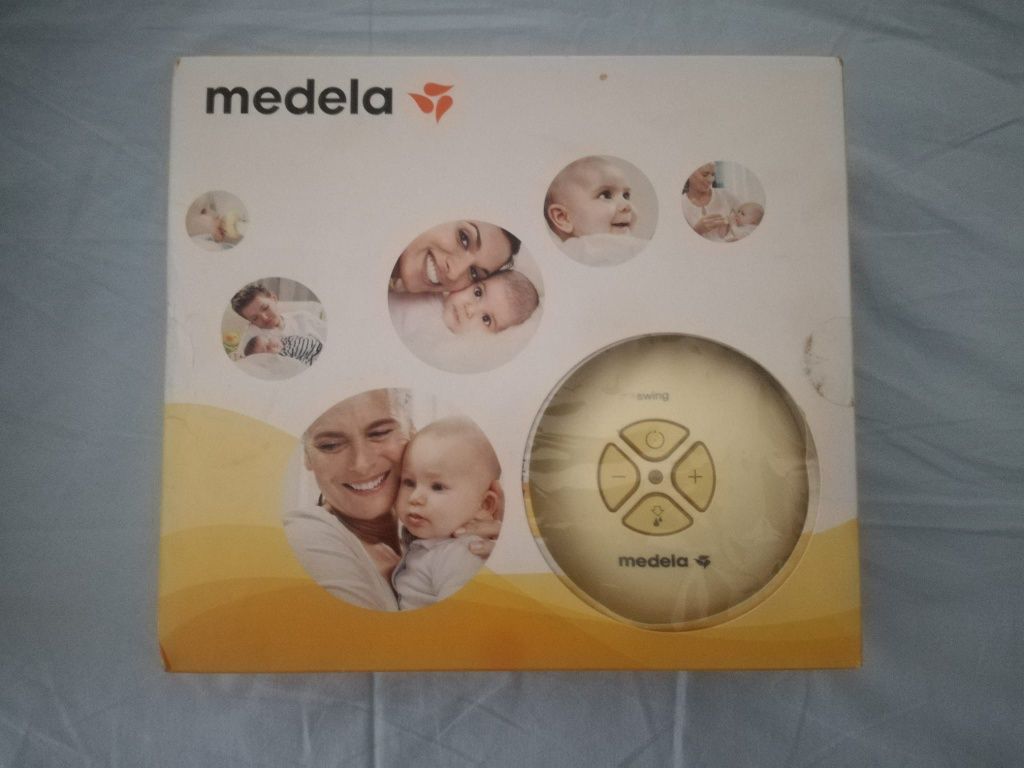 medela
swing
− +
medela